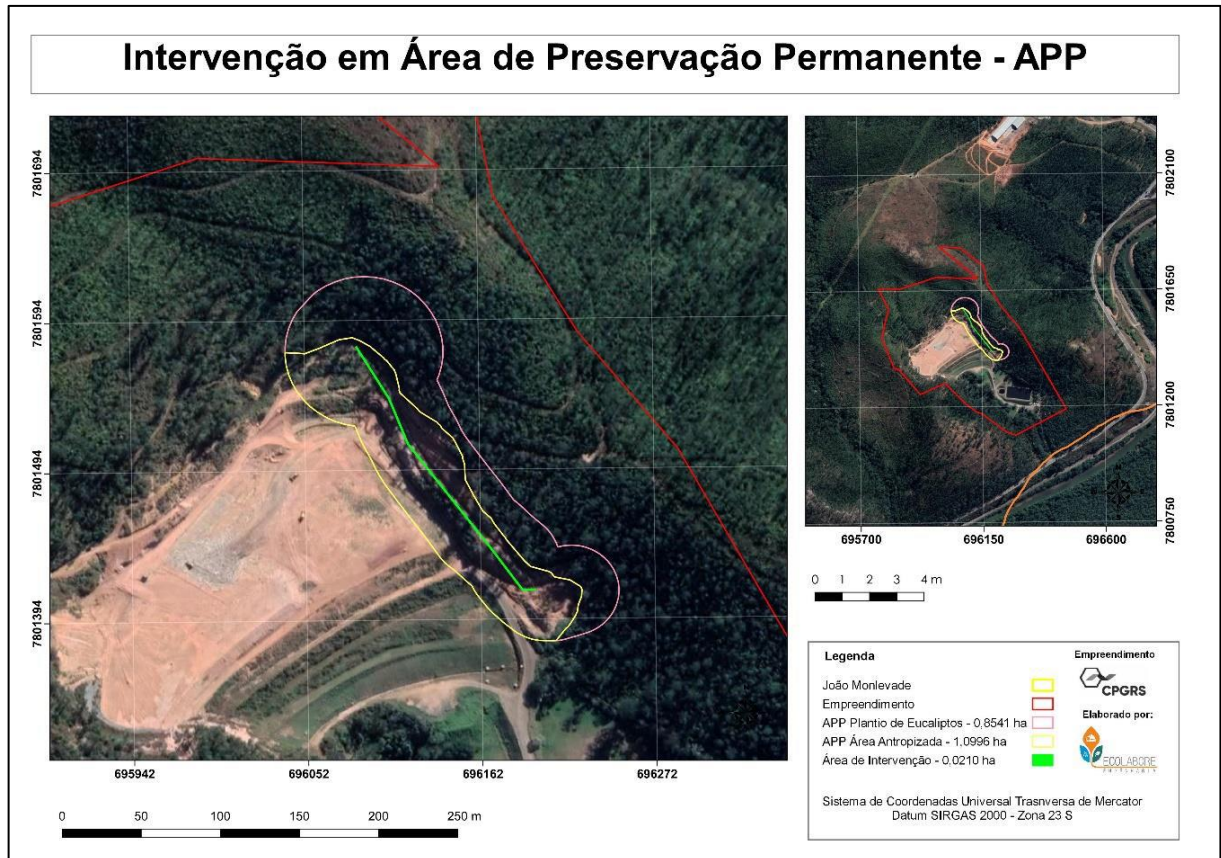 Intervenção em Área de Preservação Permanente - APP
7801694
7801594
7801494
7801394
695942
696052
696162
696272
0 50 100 150 200 250 m
7802100
7801650
7801200
7800750
695700
696150
696600
0 1 2 3 4 m
Legenda
João Monlevade
Empreendimento
APP Plantio de Eucaliptos - 0,8541 ha
APP Área Antropizada - 1,0996 ha
Área de Intervenção - 0,0210 ha
Empreendimento
CPGRS
Elaborado por:
ECOLABORE
Sistema de Coordenadas Universal Trasnversa de Mercator
Datum SIRGAS 2000 - Zona 23 S